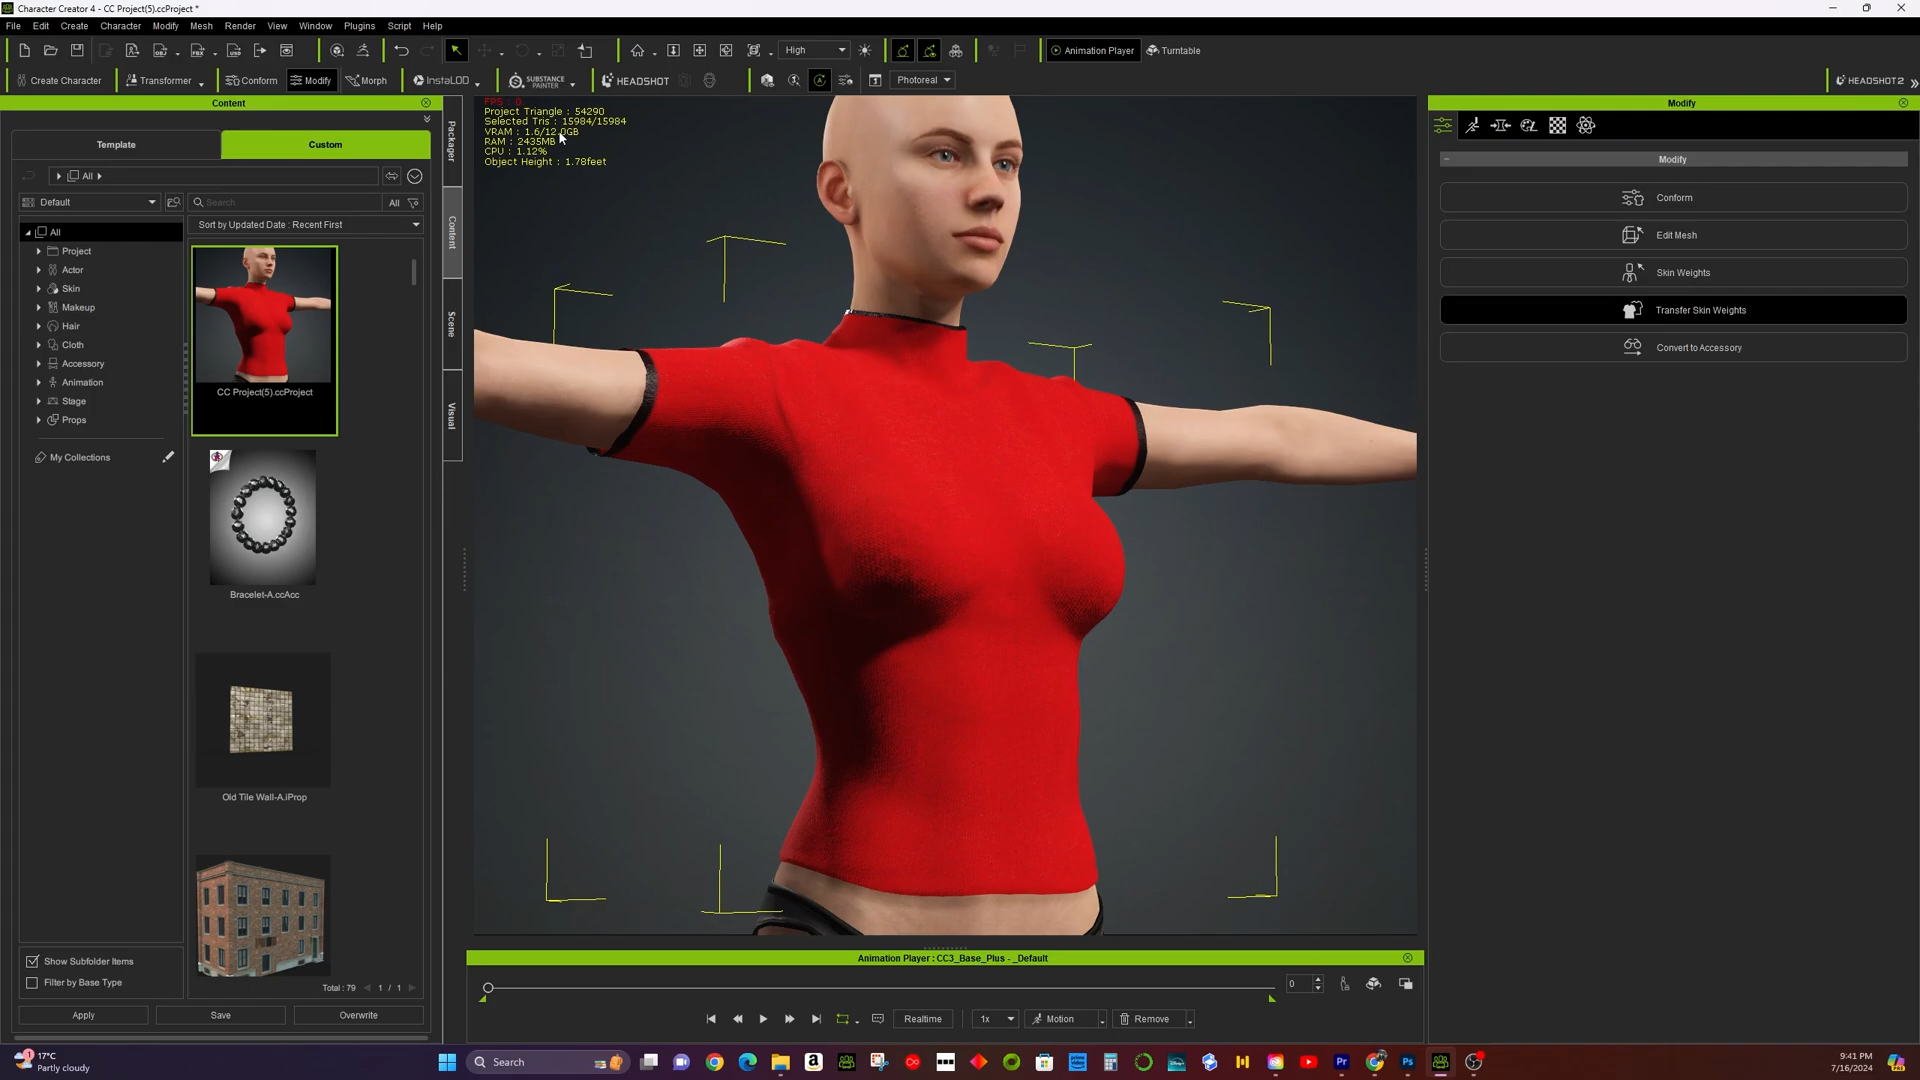 Character Creator 4 - CC Project(5).ccProject *
File Edit Create Character Modify Mesh Render View Window Plugins Script Help
High Animation Player Turntable
Create Character Transformer Conform Modify Morph InstaLOD SUBSTANCE PAINTER HEADSHOT Photoreal HEADSHOT2
Content
Template Custom
All
Default Search All
Sort by Updated Date : Recent First
All
Project
Actor
Skin
Makeup
Hair
Cloth
Accessory
Animation
Stage
Props
My Collections
CC Project(5).ccProject
Bracelet-A.ccAcc
Old Tile Wall-A.iProp
Show Subfolder Items
Filter by Base Type
Total : 79 1 / 1
Apply Save Overwrite
Packager
Content
Scene
Visual
FPS : 0
Project Triangle : 54290
Selected Tris : 15984/15984
VRAM : 1.6/12.0GB
RAM : 2435MB
CPU : 1.12%
Object Height : 1.78feet
Modify
Modify
Conform
Edit Mesh
Skin Weights
Transfer Skin Weights
Convert to Accessory
Animation Player : CC3_Base_Plus - _Default
0
Realtime 1x Motion Remove
17°C
Partly cloudy
Search
9:41 PM
7/16/2024